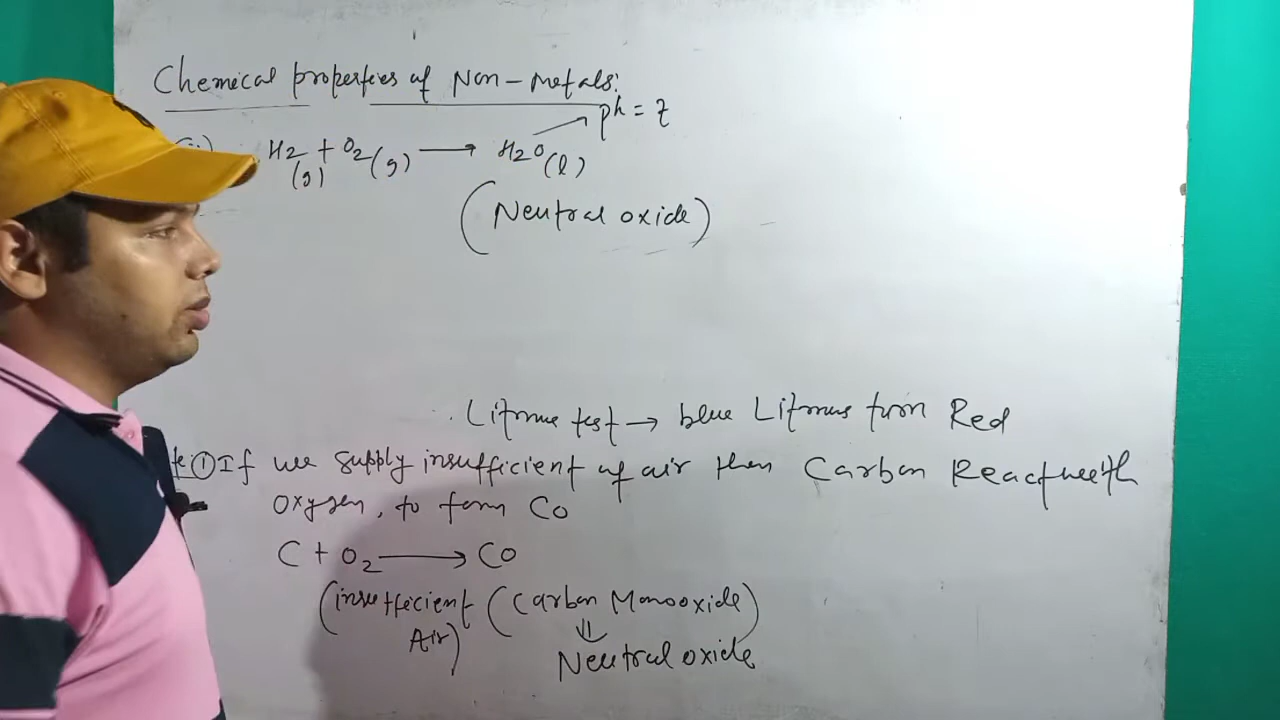 Chemical properties of Non-Metals:
H2 + O2(g) ⟶ H2O(l) → ph = 7
(g)
(Neutral oxide)
Litmus test → blue Litmus turn Red
① If we supply insufficient of air then Carbon React with
oxygen, to form Co
C + O2 ⟶ CO
(insufficient (Carbon Monooxide)
Air) ⇓
Neutral oxide